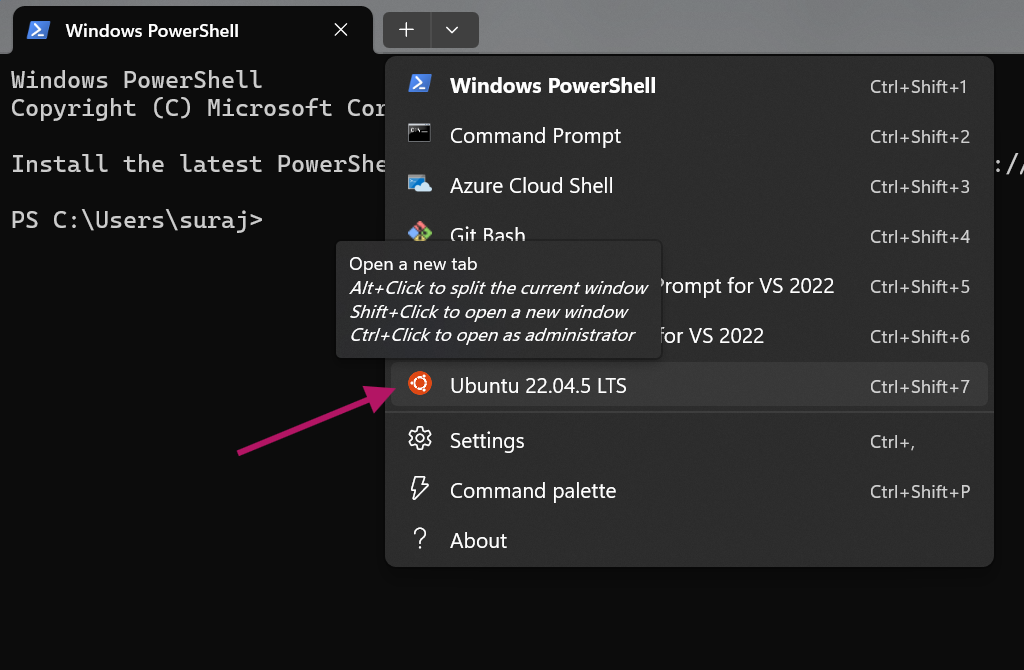 Windows PowerShell
Windows PowerShell
Copyright (C) Microsoft Cor
Install the latest PowerShe
://
PS C:\Users\suraj>
Windows PowerShell Ctrl+Shift+1
Command Prompt Ctrl+Shift+2
Azure Cloud Shell Ctrl+Shift+3
Git Bash Ctrl+Shift+4
Open a new tab
Alt+Click to split the current window
Shift+Click to open a new window
Ctrl+Click to open as administrator
Prompt for VS 2022 Ctrl+Shift+5
for VS 2022 Ctrl+Shift+6
Ubuntu 22.04.5 LTS Ctrl+Shift+7
Settings Ctrl+,
Command palette Ctrl+Shift+P
About